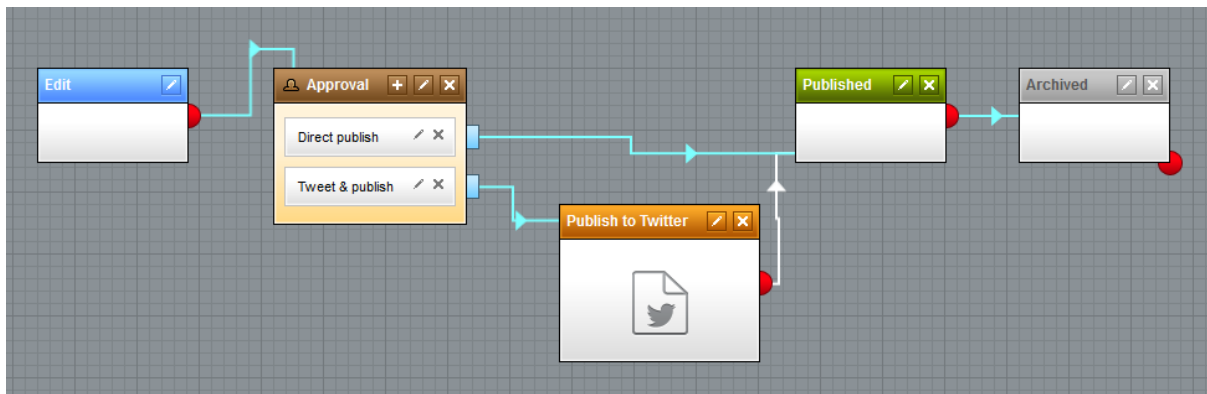 Edit
Approval
Direct publish
Tweet & publish
Publish to Twitter
Published
Archived